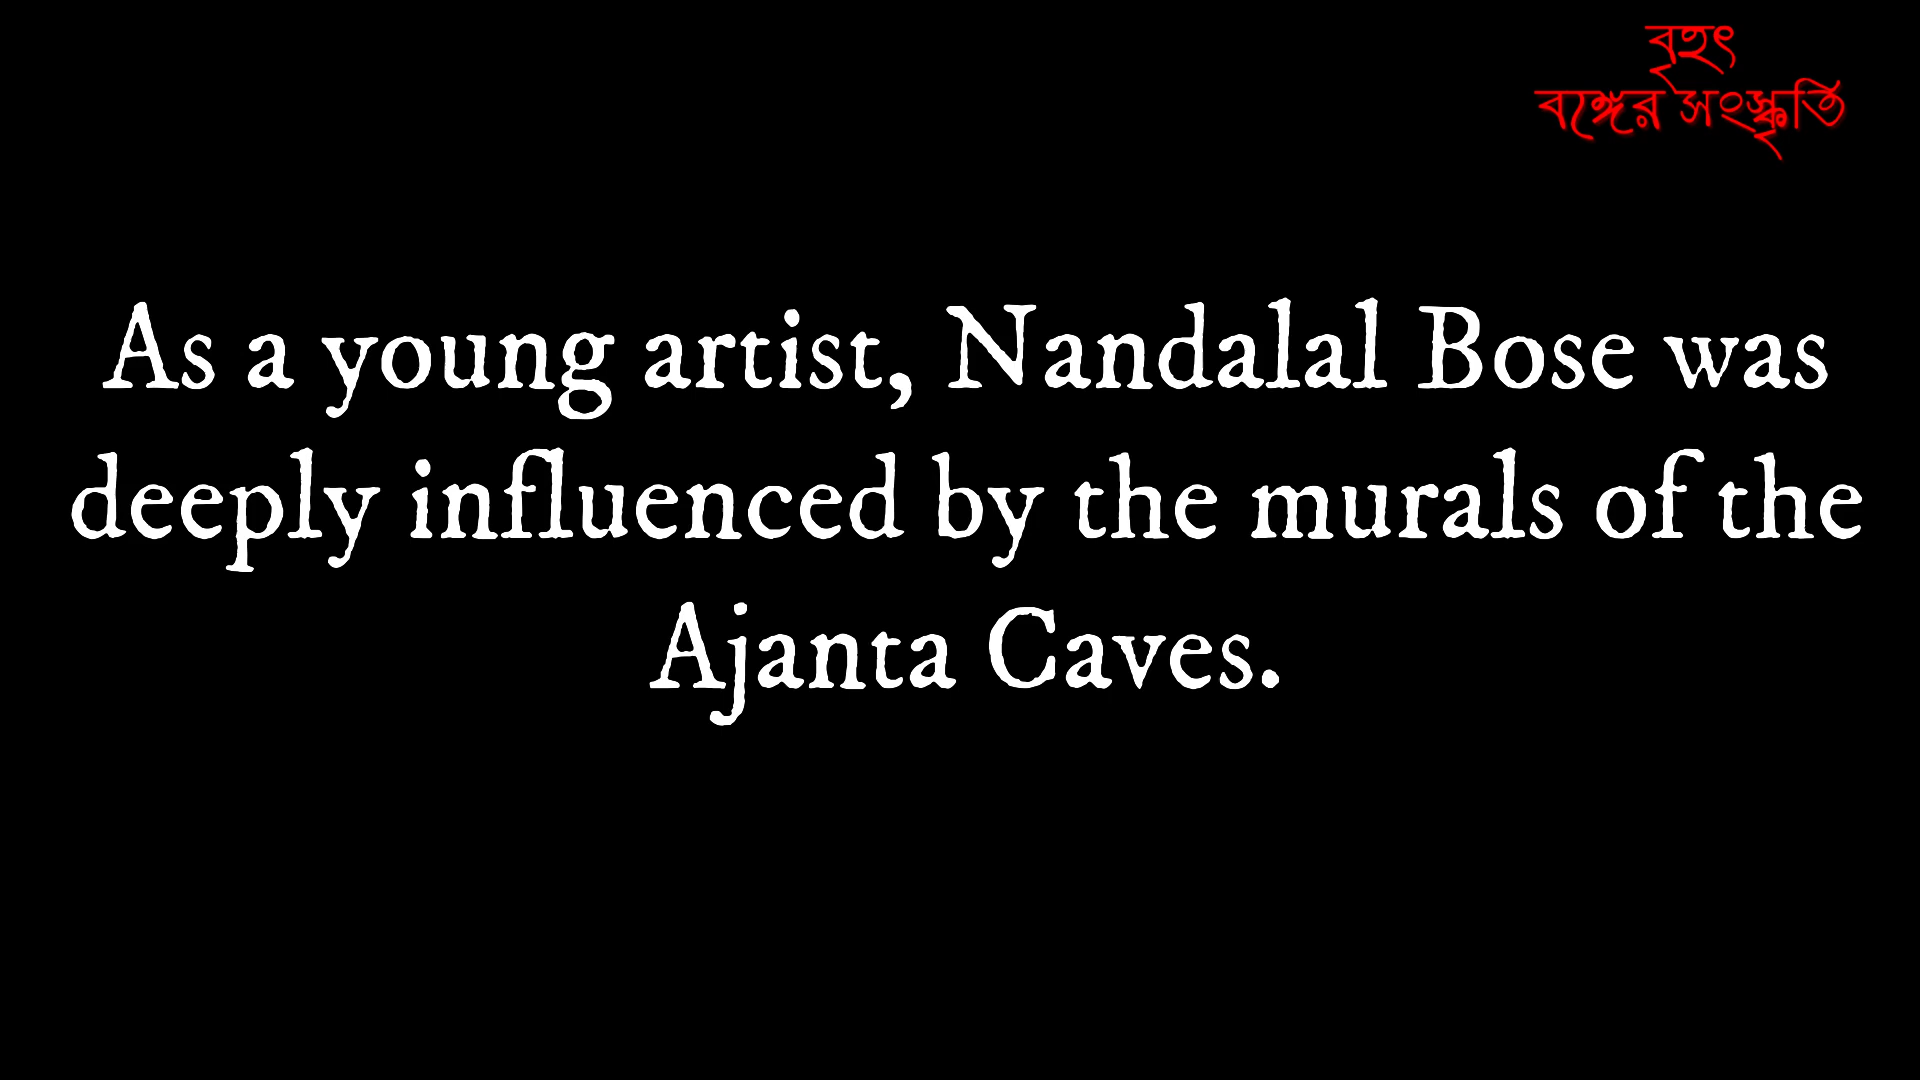 বৃহৎ
বঙ্গের সংস্কৃতি
As a young artist, Nandalal Bose was
deeply influenced by the murals of the
Ajanta Caves.